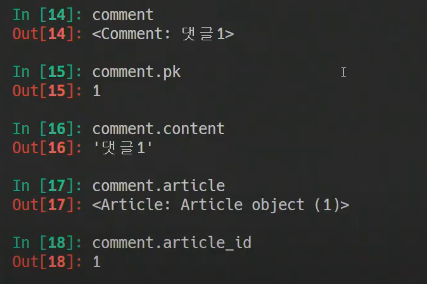 In [14]: comment
Out[14]: <Comment: 댓글1>
In [15]: comment.pk
Out[15]: 1
In [16]: comment.content
Out[16]: '댓글1'
In [17]: comment.article
Out[17]: <Article: Article object (1)>
In [18]: comment.article_id
Out[18]: 1